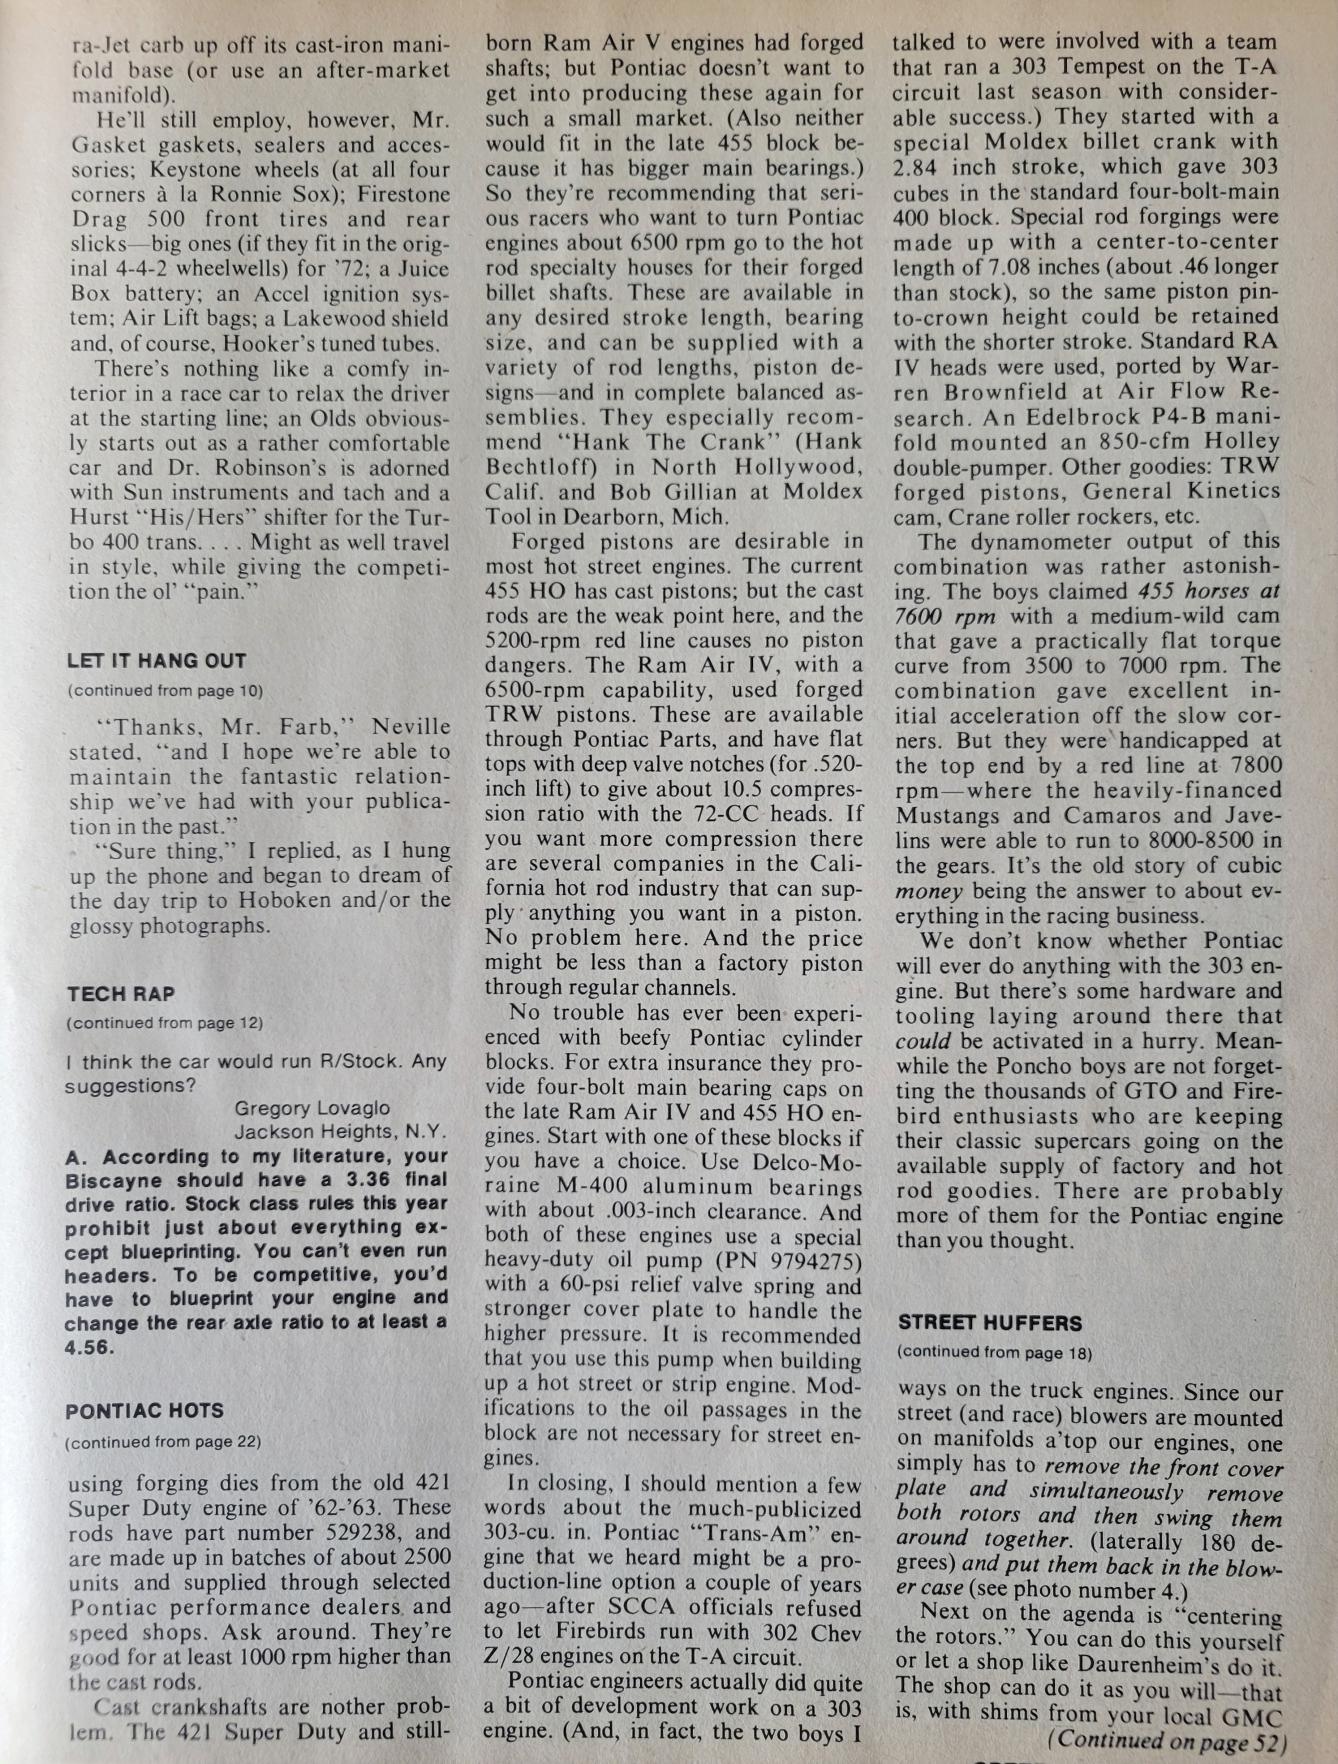 ra-Jet carb up off its cast-iron mani-
fold base (or use an after-market
manifold).
He'll still employ, however, Mr.
Gasket gaskets, sealers and acces-
sories; Keystone wheels (at all four
corners à la Ronnie Sox); Firestone
Drag 500 front tires and rear
slicks—big ones (if they fit in the orig-
inal 4-4-2 wheelwells) for '72; a Juice
Box battery; an Accel ignition sys-
tem; Air Lift bags; a Lakewood shield
and, of course, Hooker's tuned tubes.
There's nothing like a comfy in-
terior in a race car to relax the driver
at the starting line; an Olds obvious-
ly starts out as a rather comfortable
car and Dr. Robinson's is adorned
with Sun instruments and tach and a
Hurst "His/Hers" shifter for the Tur-
bo 400 trans. . . . Might as well travel
in style, while giving the competi-
tion the ol' "pain."
LET IT HANG OUT
(continued from page 10)
"Thanks, Mr. Farb," Neville
stated, "and I hope we're able to
maintain the fantastic relation-
ship we've had with your publica-
tion in the past."
"Sure thing," I replied, as I hung
up the phone and began to dream of
the day trip to Hoboken and/or the
glossy photographs.
TECH RAP
(continued from page 12)
I think the car would run R/Stock. Any
suggestions?
Gregory Lovaglo
Jackson Heights, N.Y.
A. According to my literature, your
Biscayne should have a 3.36 final
drive ratio. Stock class rules this year
prohibit just about everything ex-
cept blueprinting. You can't even run
headers. To be competitive, you'd
have to blueprint your engine and
change the rear axle ratio to at least a
4.56.
PONTIAC HOTS
(continued from page 22)
using forging dies from the old 421
Super Duty engine of '62-'63. These
rods have part number 529238, and
are made up in batches of about 2500
units and supplied through selected
Pontiac performance dealers and
speed shops. Ask around. They're
good for at least 1000 rpm higher than
the cast rods.
Cast crankshafts are nother prob-
lem. The 421 Super Duty and still-
born Ram Air V engines had forged
shafts; but Pontiac doesn't want to
get into producing these again for
such a small market. (Also neither
would fit in the late 455 block be-
cause it has bigger main bearings.)
So they're recommending that seri-
ous racers who want to turn Pontiac
engines about 6500 rpm go to the hot
rod specialty houses for their forged
billet shafts. These are available in
any desired stroke length, bearing
size, and can be supplied with a
variety of rod lengths, piston de-
signs—and in complete balanced as-
semblies. They especially recom-
mend "Hank The Crank" (Hank
Bechtloff) in North Hollywood,
Calif. and Bob Gillian at Moldex
Tool in Dearborn, Mich.
Forged pistons are desirable in
most hot street engines. The current
455 HO has cast pistons; but the cast
rods are the weak point here, and the
5200-rpm red line causes no piston
dangers. The Ram Air IV, with a
6500-rpm capability, used forged
TRW pistons. These are available
through Pontiac Parts, and have flat
tops with deep valve notches (for .520-
inch lift) to give about 10.5 compres-
sion ratio with the 72-CC heads. If
you want more compression there
are several companies in the Cali-
fornia hot rod industry that can sup-
ply anything you want in a piston.
No problem here. And the price
might be less than a factory piston
through regular channels.
No trouble has ever been experi-
enced with beefy Pontiac cylinder
blocks. For extra insurance they pro-
vide four-bolt main bearing caps on
the late Ram Air IV and 455 HO en-
gines. Start with one of these blocks if
you have a choice. Use Delco-Mo-
raine M-400 aluminum bearings
with about .003-inch clearance. And
both of these engines use a special
heavy-duty oil pump (PN 9794275)
with a 60-psi relief valve spring and
stronger cover plate to handle the
higher pressure. It is recommended
that you use this pump when building
up a hot street or strip engine. Mod-
ifications to the oil passages in the
block are not necessary for street en-
gines.
In closing, I should mention a few
words about the much-publicized
303-cu. in. Pontiac "Trans-Am" en-
gine that we heard might be a pro-
duction-line option a couple of years
ago—after SCCA officials refused
to let Firebirds run with 302 Chev
Z/28 engines on the T-A circuit.
Pontiac engineers actually did quite
a bit of development work on a 303
engine. (And, in fact, the two boys I
talked to were involved with a team
that ran a 303 Tempest on the T-A
circuit last season with consider-
able success.) They started with a
special Moldex billet crank with
2.84 inch stroke, which gave 303
cubes in the standard four-bolt-main
400 block. Special rod forgings were
made up with a center-to-center
length of 7.08 inches (about .46 longer
than stock), so the same piston pin-
to-crown height could be retained
with the shorter stroke. Standard RA
IV heads were used, ported by War-
ren Brownfield at Air Flow Re-
search. An Edelbrock P4-B mani-
fold mounted an 850-cfm Holley
double-pumper. Other goodies: TRW
forged pistons, General Kinetics
cam, Crane roller rockers, etc.
The dynamometer output of this
combination was rather astonish-
ing. The boys claimed 455 horses at
7600 rpm with a medium-wild cam
that gave a practically flat torque
curve from 3500 to 7000 rpm. The
combination gave excellent in-
itial acceleration off the slow cor-
ners. But they were handicapped at
the top end by a red line at 7800
rpm—where the heavily-financed
Mustangs and Camaros and Jave-
lins were able to run to 8000-8500 in
the gears. It's the old story of cubic
money being the answer to about ev-
erything in the racing business.
We don't know whether Pontiac
will ever do anything with the 303 en-
gine. But there's some hardware and
tooling laying around there that
could be activated in a hurry. Mean-
while the Poncho boys are not forget-
ting the thousands of GTO and Fire-
bird enthusiasts who are keeping
their classic supercars going on the
available supply of factory and hot
rod goodies. There are probably
more of them for the Pontiac engine
than you thought.
STREET HUFFERS
(continued from page 18)
ways on the truck engines. Since our
street (and race) blowers are mounted
on manifolds a'top our engines, one
simply has to remove the front cover
plate and simultaneously remove
both rotors and then swing them
around together. (laterally 180 de-
grees) and put them back in the blow-
er case (see photo number 4.)
Next on the agenda is "centering
the rotors." You can do this yourself
or let a shop like Daurenheim's do it.
The shop can do it as you will—that
is, with shims from your local GMC
(Continued on page 52)